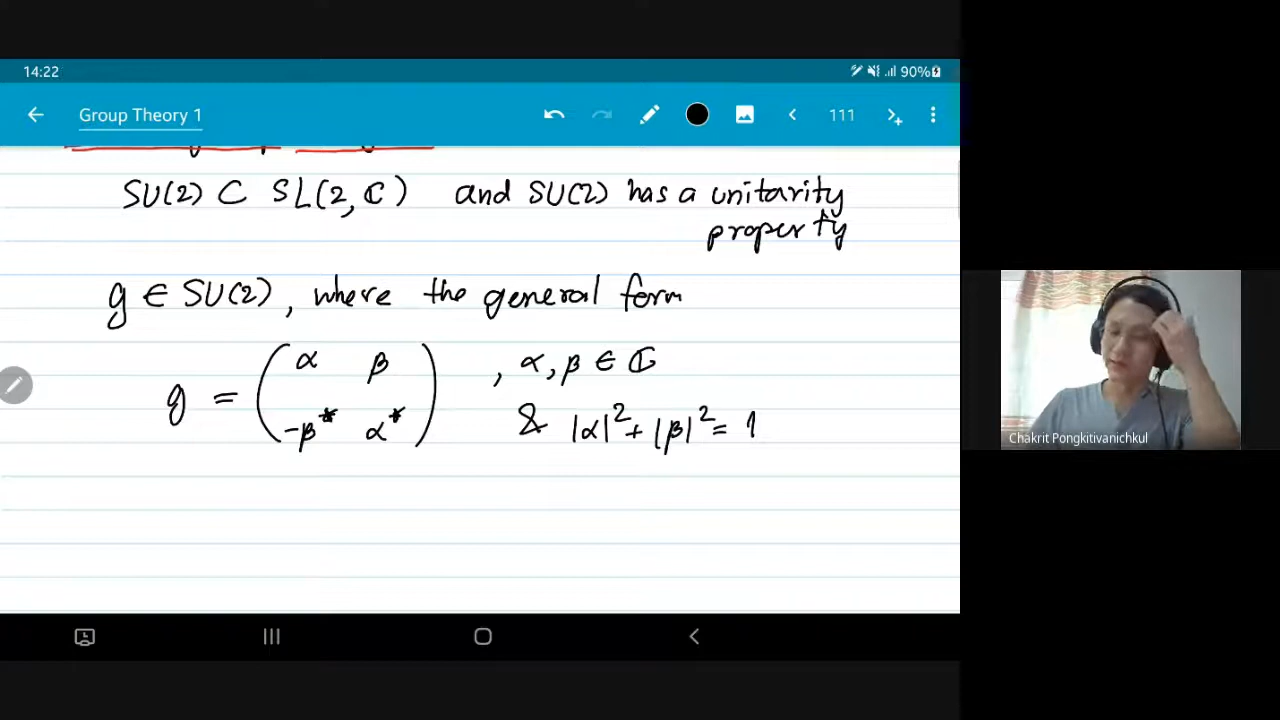 14:22
90%
Group Theory 1
111
SU(2) ⊂ SL(2, ℂ) and SU(2) has a unitarity
property
g ∈ SU(2), where the general form
g = ( α β ) , α, β ∈ ℂ
-β* α* & |α|² + |β|² = 1
Chakrit Pongkitivanichkul